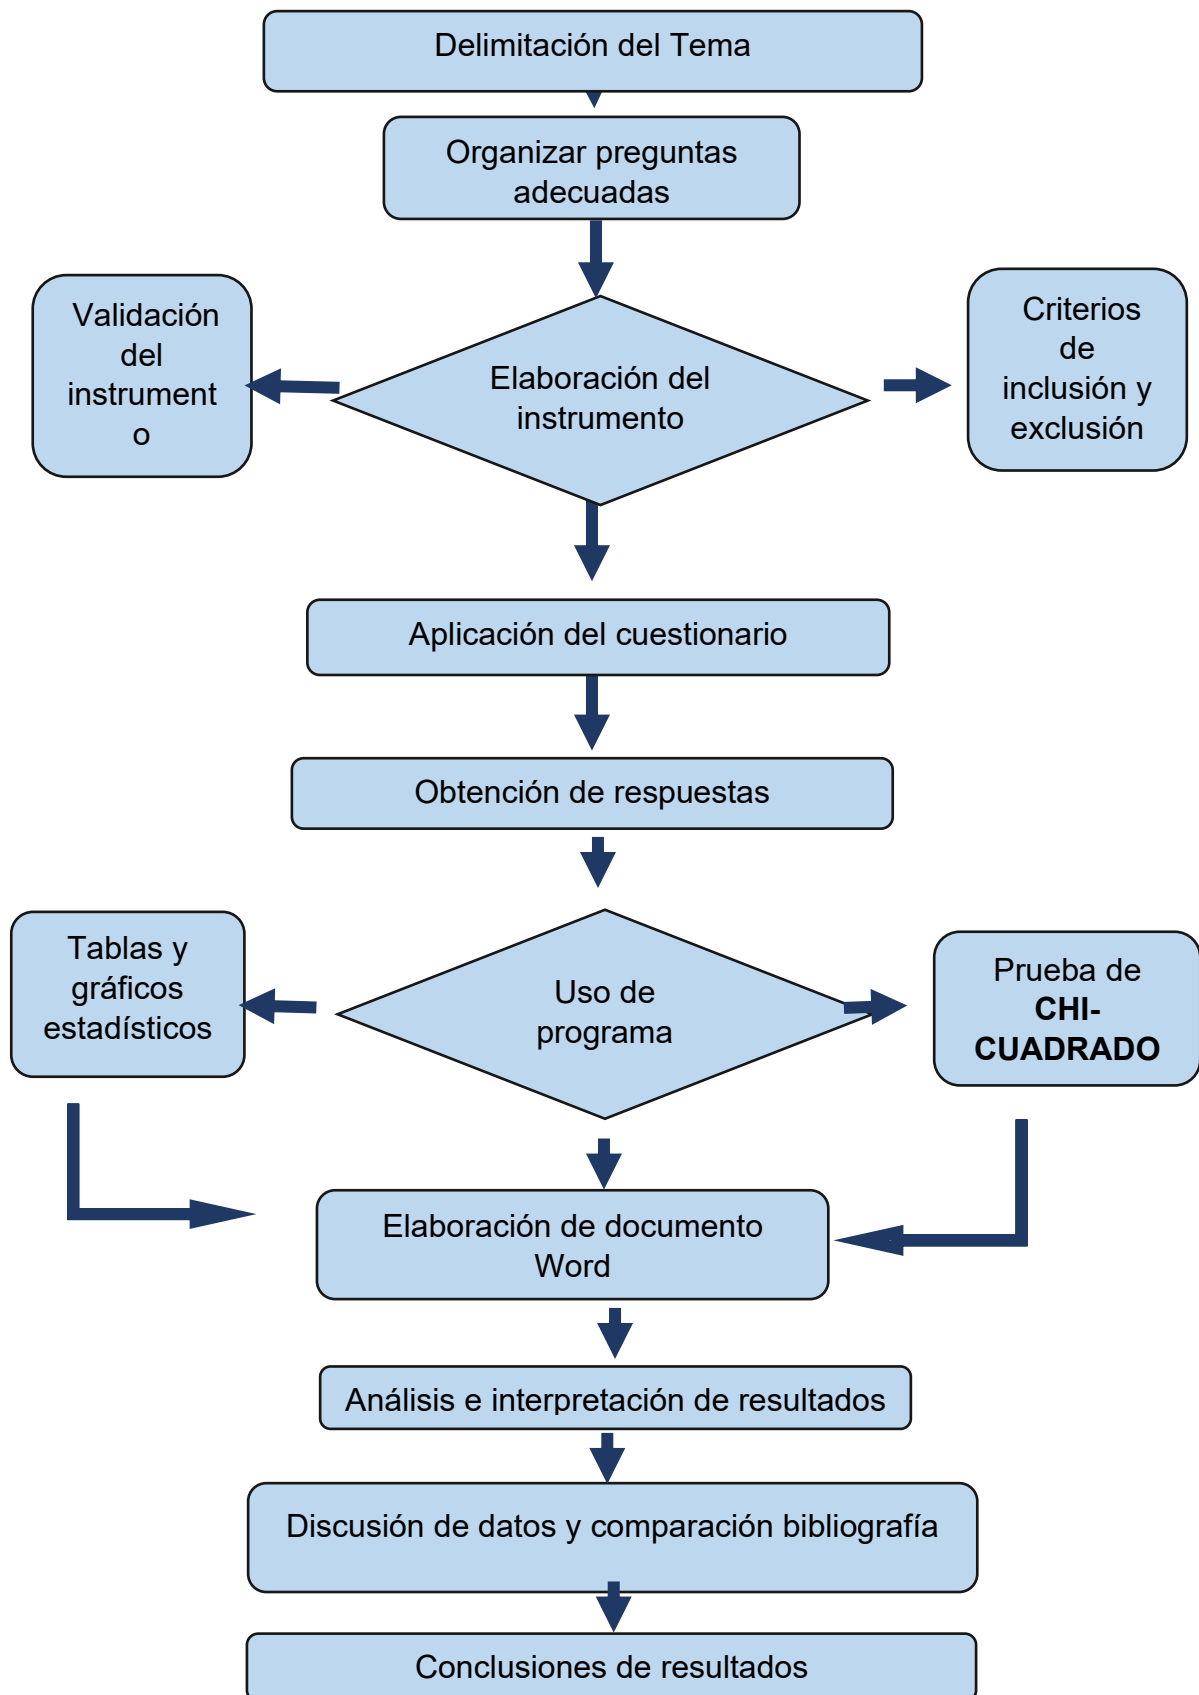 Delimitación del Tema
Organizar preguntas
adecuadas
Validación
del
instrument
o
Elaboración del
instrumento
Criterios
de
inclusión y
exclusión
Aplicación del cuestionario
Obtención de respuestas
Tablas y
gráficos
estadísticos
Uso de
programa
Prueba de
CHI-
CUADRADO
Elaboración de documento
Word
Análisis e interpretación de resultados
Discusión de datos y comparación bibliografía
Conclusiones de resultados